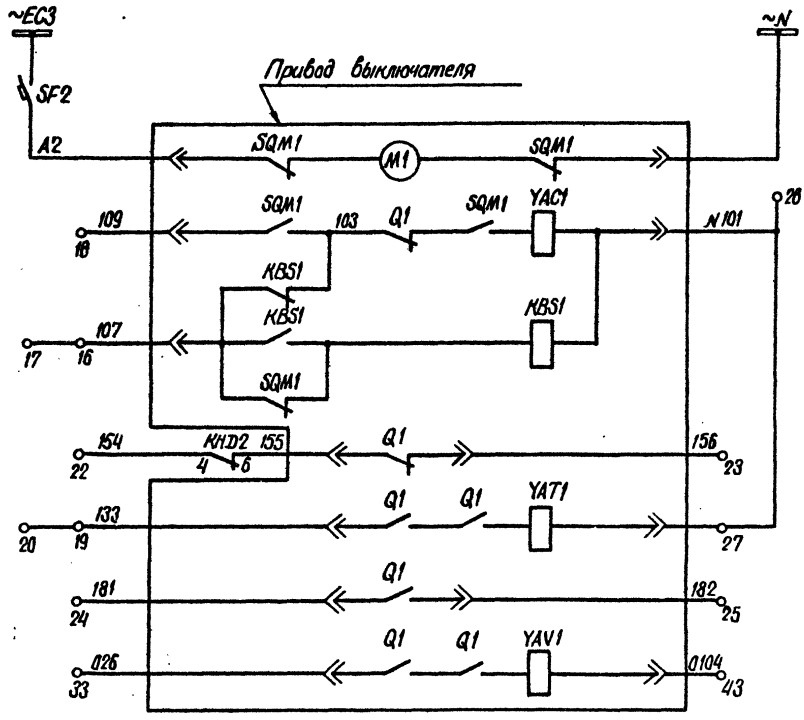 ~EC3
~N
SF2
Привод выключателя
A2
SQM1
M1
SQM1
26
109
SQM1
103
Q1
SQM1
YAC1
N101
18
KBS1
107
KBS1
KBS1
17
16
SQM1
154
KHD2
155
Q1
156
22
4
6
23
133
Q1
Q1
YAT1
20
19
27
181
Q1
182
24
25
026
Q1
Q1
YAV1
0104
33
43